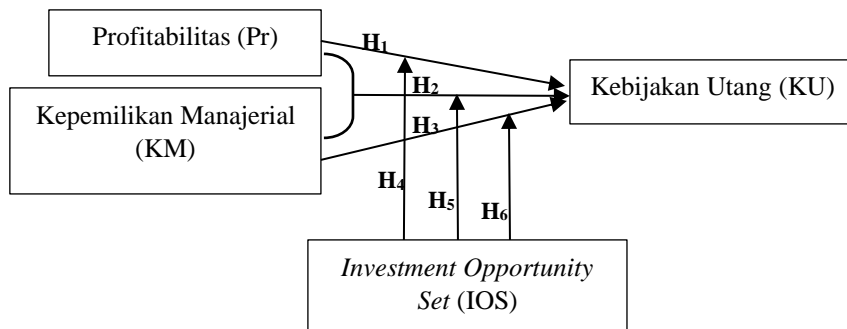 Profitabilitas (Pr)
H1
H2
Kepemilikan Manajerial
(KM)
H3
Kebijakan Utang (KU)
H4
H5
H6
Investment Opportunity
Set (IOS)